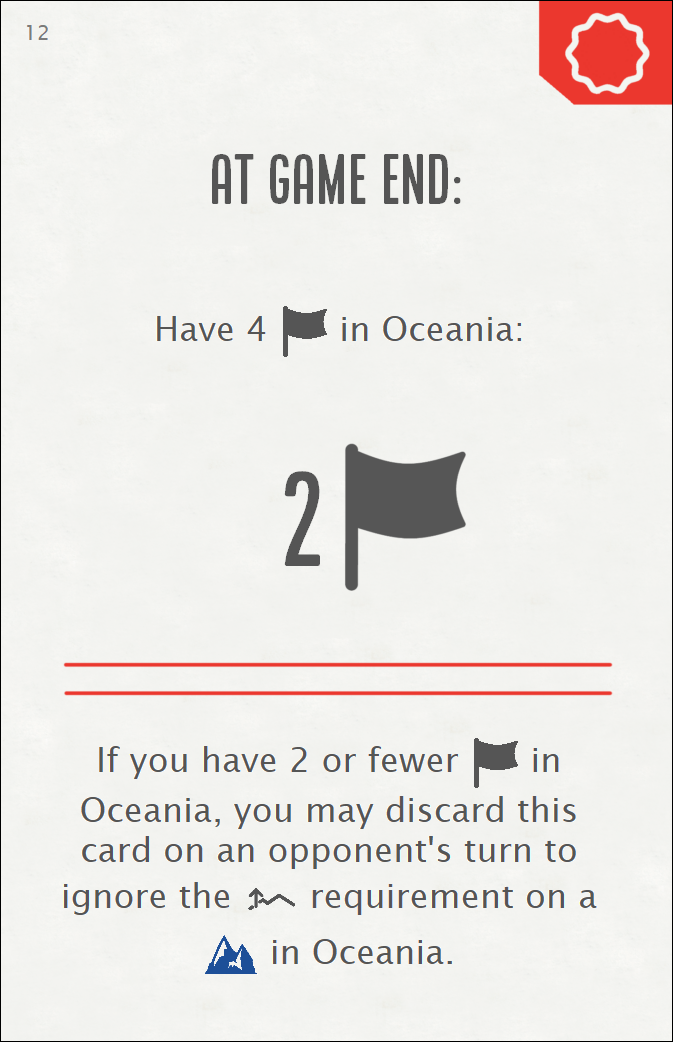 12
AT GAME END:
Have 4 in Oceania:
2
If you have 2 or fewer in
Oceania, you may discard this
card on an opponent's turn to
ignore the requirement on a
in Oceania.